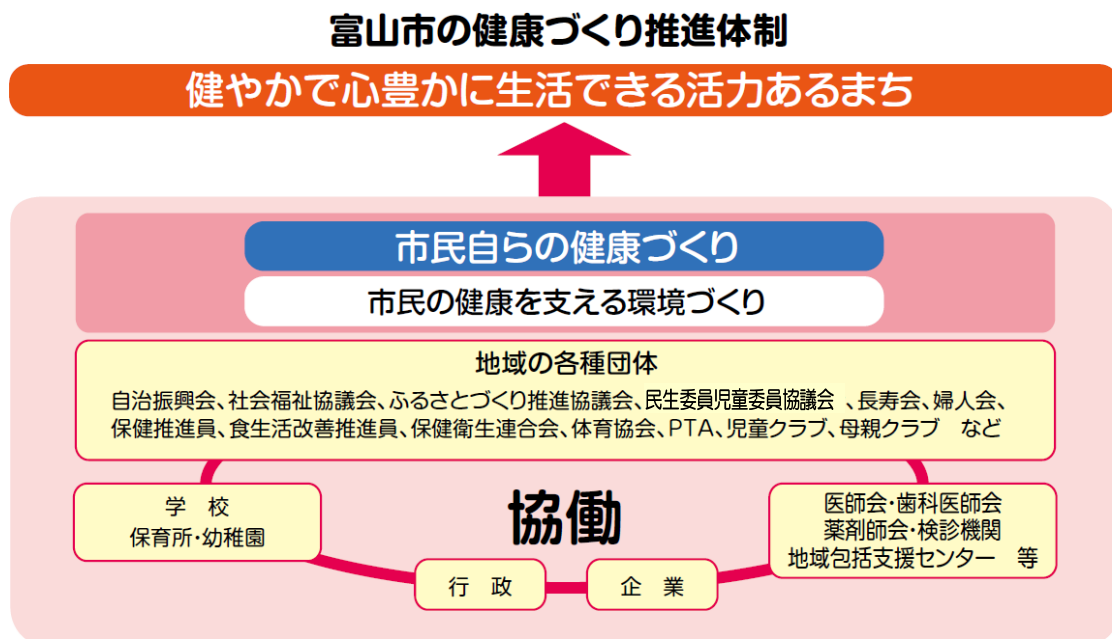 富山市の健康づくり推進体制
健やかで心豊かに生活できる活力あるまち
市民自らの健康づくり
市民の健康を支える環境づくり
地域の各種団体
自治振興会、社会福祉協議会、ふるさとづくり推進協議会、民生委員児童委員協議会 、長寿会、婦人会、
保健推進員、食生活改善推進員、保健衛生連合会、体育協会、PTA、児童クラブ、母親クラブ　など
学　校
保育所・幼稚園
協働
医師会・歯科医師会
薬剤師会・検診機関
地域包括支援センター　等
行　政
企　業